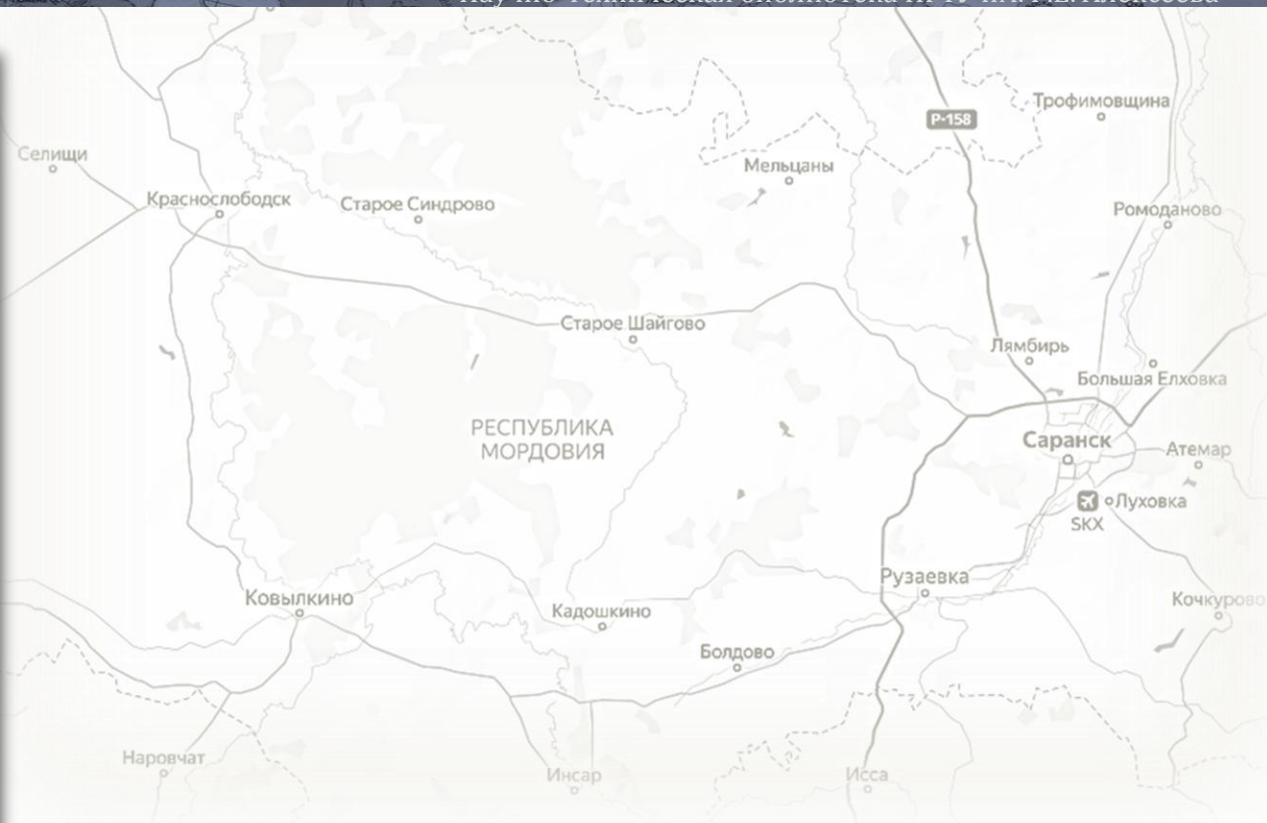 Трофимовщина
Р-158
Селищи
Мельцаны
Краснослободск
Старое Синдрово
Ромоданово
Старое Шайгово
Лямбирь
Большая Елховка
РЕСПУБЛИКА
МОРДОВИЯ
Саранск
Атемар
Луховка
SKX
Рузаевка
Ковылкино
Кадошкино
Кочкурово
Болдово
Наровчат
Инсар
Исса